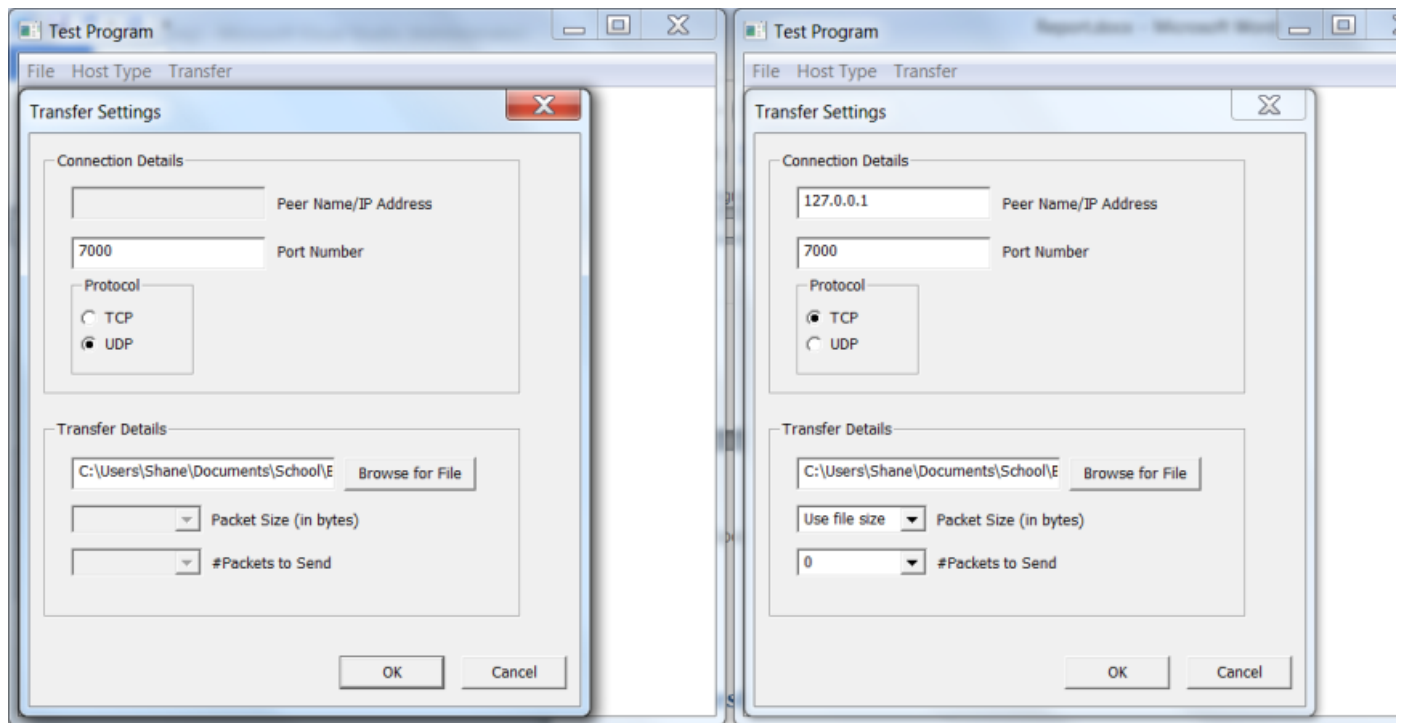 Test Program
File Host Type Transfer
Transfer Settings
Connection Details
Peer Name/IP Address
7000 Port Number
Protocol
TCP
UDP
Transfer Details
C:\Users\Shane\Documents\School\ Browse for File
Packet Size (in bytes)
#Packets to Send
OK Cancel
Test Program
File Host Type Transfer
Transfer Settings
Connection Details
127.0.0.1 Peer Name/IP Address
7000 Port Number
Protocol
TCP
UDP
Transfer Details
C:\Users\Shane\Documents\School\ Browse for File
Use file size Packet Size (in bytes)
0 #Packets to Send
OK Cancel